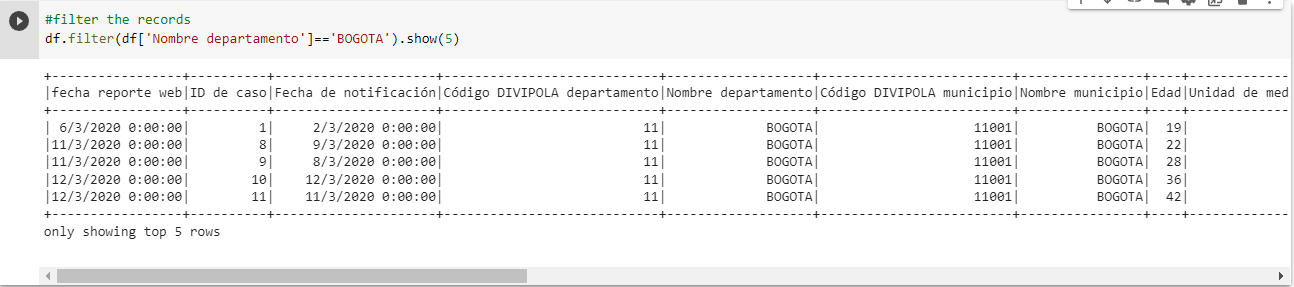 #filter the records
df.filter(df['Nombre departamento']=='BOGOTA').show(5)
+----------------+----------+---------------------+---------------------------+-------------------+------------------------+----------------+----+-------------
|fecha reporte web|ID de caso|Fecha de notificación|Código DIVIPOLA departamento|Nombre departamento|Código DIVIPOLA municipio|Nombre municipio|Edad|Unidad de med
+----------------+----------+---------------------+---------------------------+-------------------+------------------------+----------------+----+-------------
| 6/3/2020 0:00:00| 1| 2/3/2020 0:00:00| 11| BOGOTA| 11001| BOGOTA| 19|
|11/3/2020 0:00:00| 8| 9/3/2020 0:00:00| 11| BOGOTA| 11001| BOGOTA| 22|
|11/3/2020 0:00:00| 9| 8/3/2020 0:00:00| 11| BOGOTA| 11001| BOGOTA| 28|
|12/3/2020 0:00:00| 10| 12/3/2020 0:00:00| 11| BOGOTA| 11001| BOGOTA| 36|
|12/3/2020 0:00:00| 11| 11/3/2020 0:00:00| 11| BOGOTA| 11001| BOGOTA| 42|
+----------------+----------+---------------------+---------------------------+-------------------+------------------------+----------------+----+-------------
only showing top 5 rows